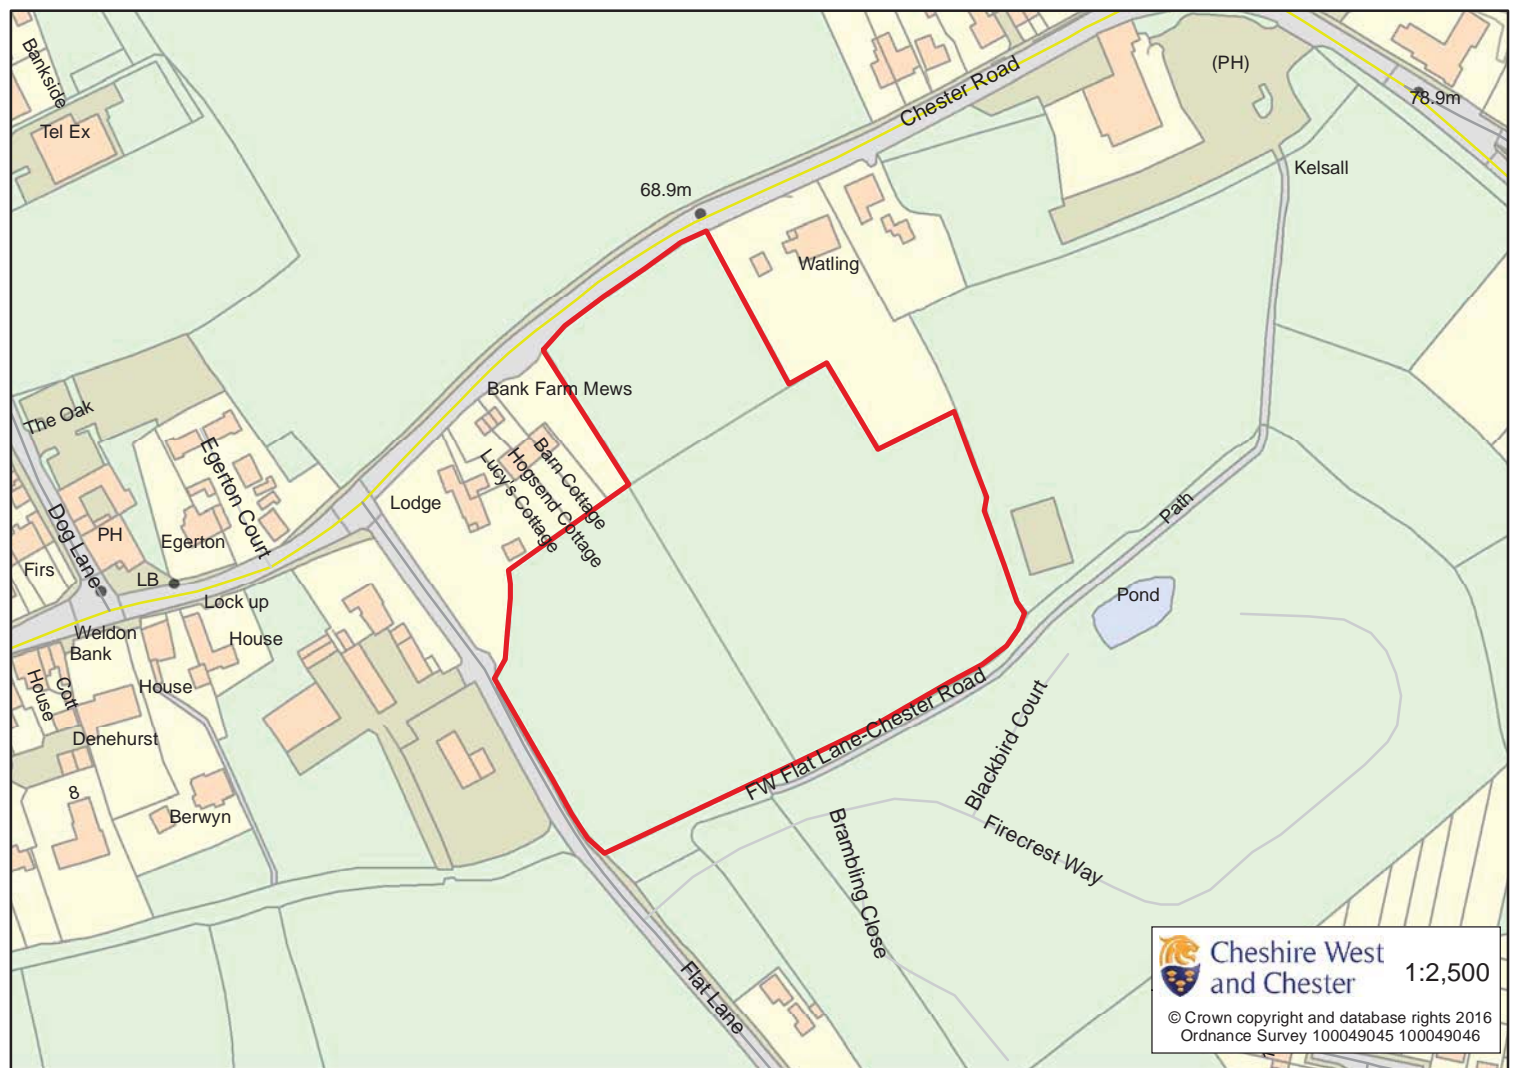 Bankside
Tel Ex
Chester Road
(PH)
78.9m
Kelsall
68.9m
Watling
Bank Farm Mews
The Oak
Egerton Court
Barn Cottage
Hogsend Cottage
Lucy's Cottage
Lodge
Dog Lane
PH
Egerton
Firs
LB
Lock up
House
Weldon
Bank
House
Cott
House
Denehurst
8
Berwyn
Path
Pond
FW Flat Lane-Chester Road
Blackbird Court
Firecrest Way
Brambling Close
Flat Lane
Cheshire West
and Chester
1:2,500
© Crown copyright and database rights 2016
Ordnance Survey 100049045 100049046